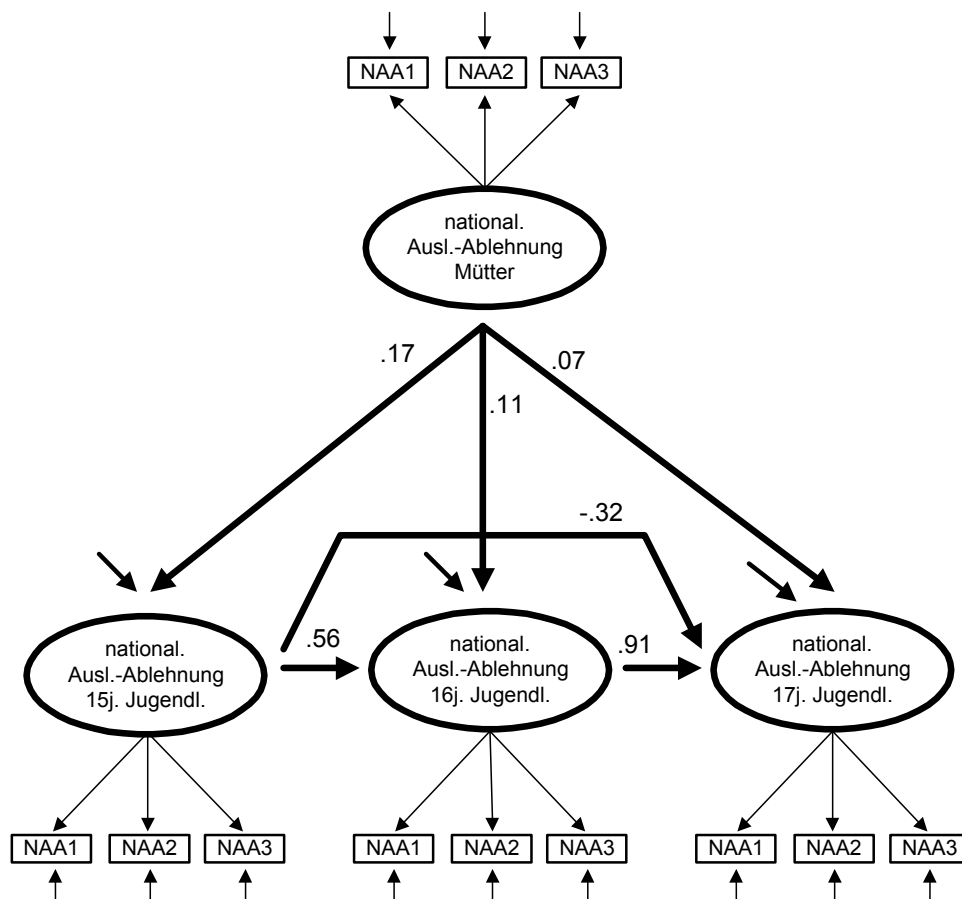 NAA1 NAA2 NAA3
national.
Ausl.-Ablehnung
Mütter
.17
.07
.11
-.32
national.
Ausl.-Ablehnung
15j. Jugendl.
.56
national.
Ausl.-Ablehnung
16j. Jugendl.
.91
national.
Ausl.-Ablehnung
17j. Jugendl.
NAA1 NAA2 NAA3
NAA1 NAA2 NAA3
NAA1 NAA2 NAA3